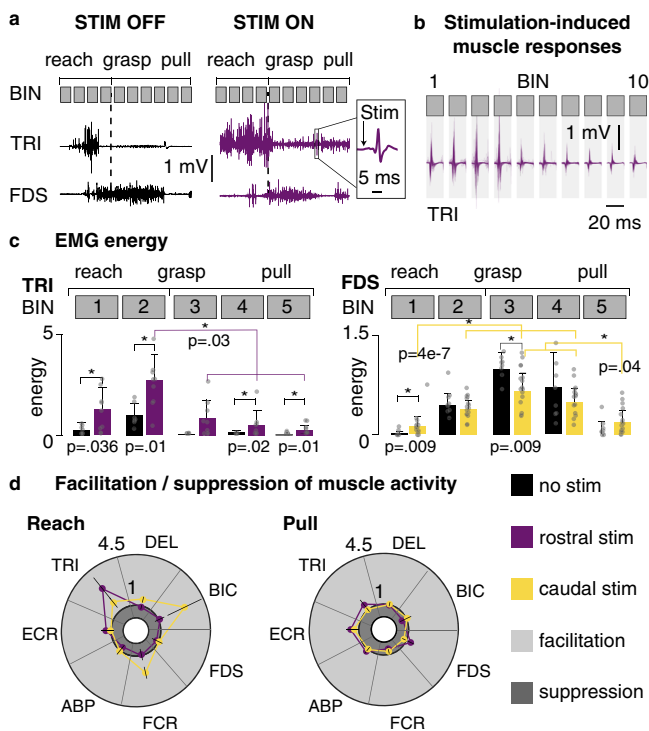 a STIM OFF STIM ON
reach grasp pull reach grasp pull
BIN
TRI
FDS
1 mV
Stim
5 ms
b Stimulation-induced
muscle responses
1 BIN 10
1 mV
TRI
20 ms
c EMG energy
TRI reach grasp pull
BIN 1 2 3 4 5
5
energy
0
*
*
*
p=.03
*
*
p=.036 p=.01 p=.02 p=.01
FDS reach grasp pull
BIN 1 2 3 4 5
1.5
energy
0
*
p=4e-7
*
*
*
p=.04
p=.009 p=.009
d Facilitation / suppression of muscle activity
Reach
4.5 DEL
TRI
1
BIC
ECR
FDS
ABP
FCR
Pull
4.5 DEL
TRI
1
BIC
ECR
FDS
ABP
FCR
no stim
rostral stim
caudal stim
facilitation
suppression